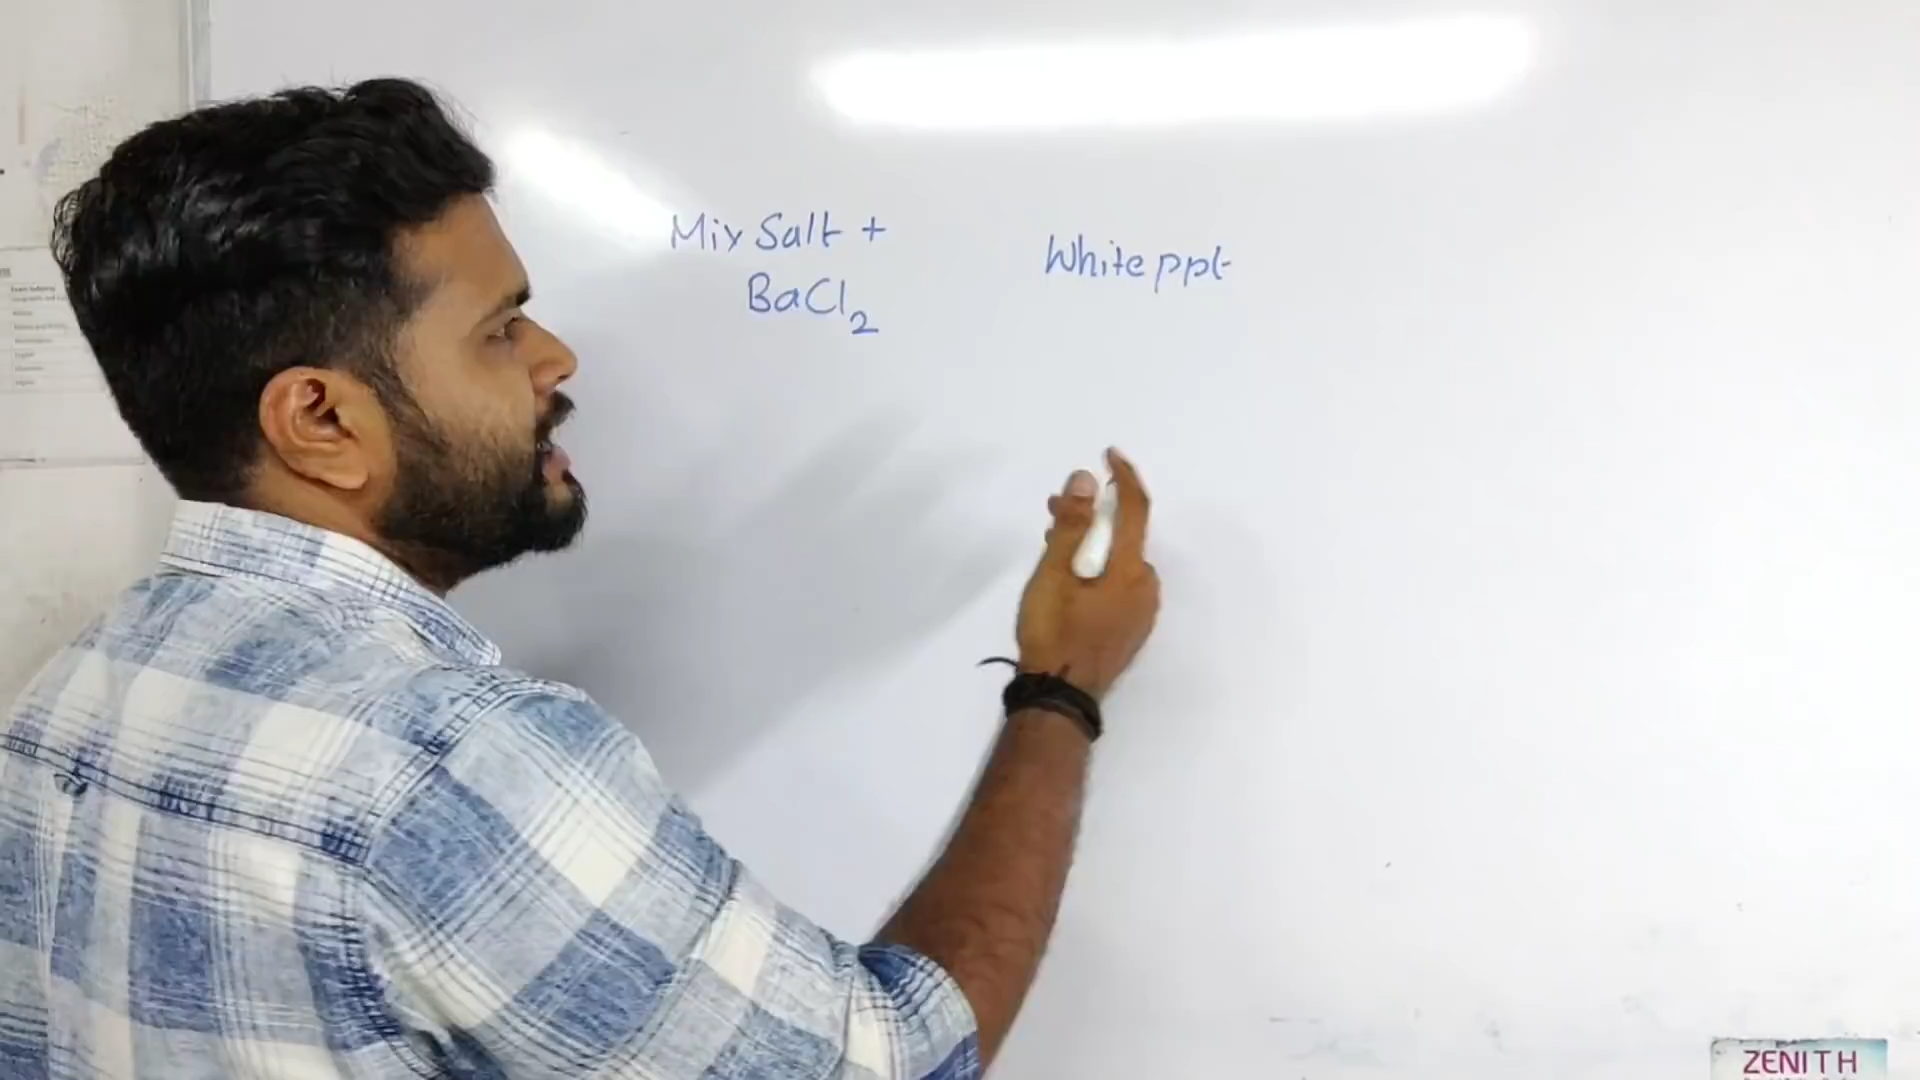 Mix Salt +
BaCl2
White ppt
ZENITH